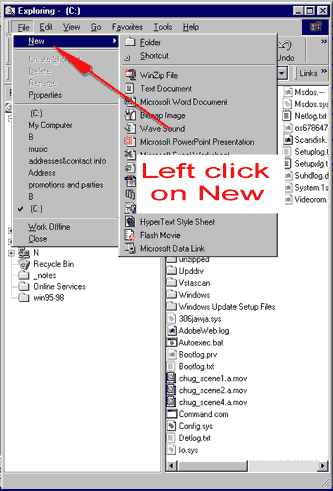 Exploring - (C:)
File Edit View Go Favorites Tools Help
Undo
Links »
New
Create Sho
Delete
Rename
Properties
(C:)
My Computer
B
music
addresses&contact info
Address
promotions and parties
B
(C:)
Work Offline
Close
Folder
Shortcut
WinZip File
Text Document
Microsoft Word Document
Bitmap Image
Wave Sound
Microsoft PowerPoint Presentation
HyperText Style Sheet
Flash Movie
Microsoft Data Link
Left click
on New
N
Recycle Bin
_notes
Online Services
win95-98
Msdos.---
Msdos.sys
Netlog.txt
os678647
Scandisk.
Setuplog.t
Setupxlg.t
Suhdlog.d
System.1s
Videorom.
unzipped
Upddrv
Vstascan
Windows
Windows Update Setup Files
306jawja.sys
AdobeWeb.log
Autoexec.bat
Bootlog.prv
Bootlog.txt
chug_scene1.a.mov
chug_scene2.a.mov
chug_scene4.a.mov
Command.com
Config.sys
Detlog.txt
Io.sys